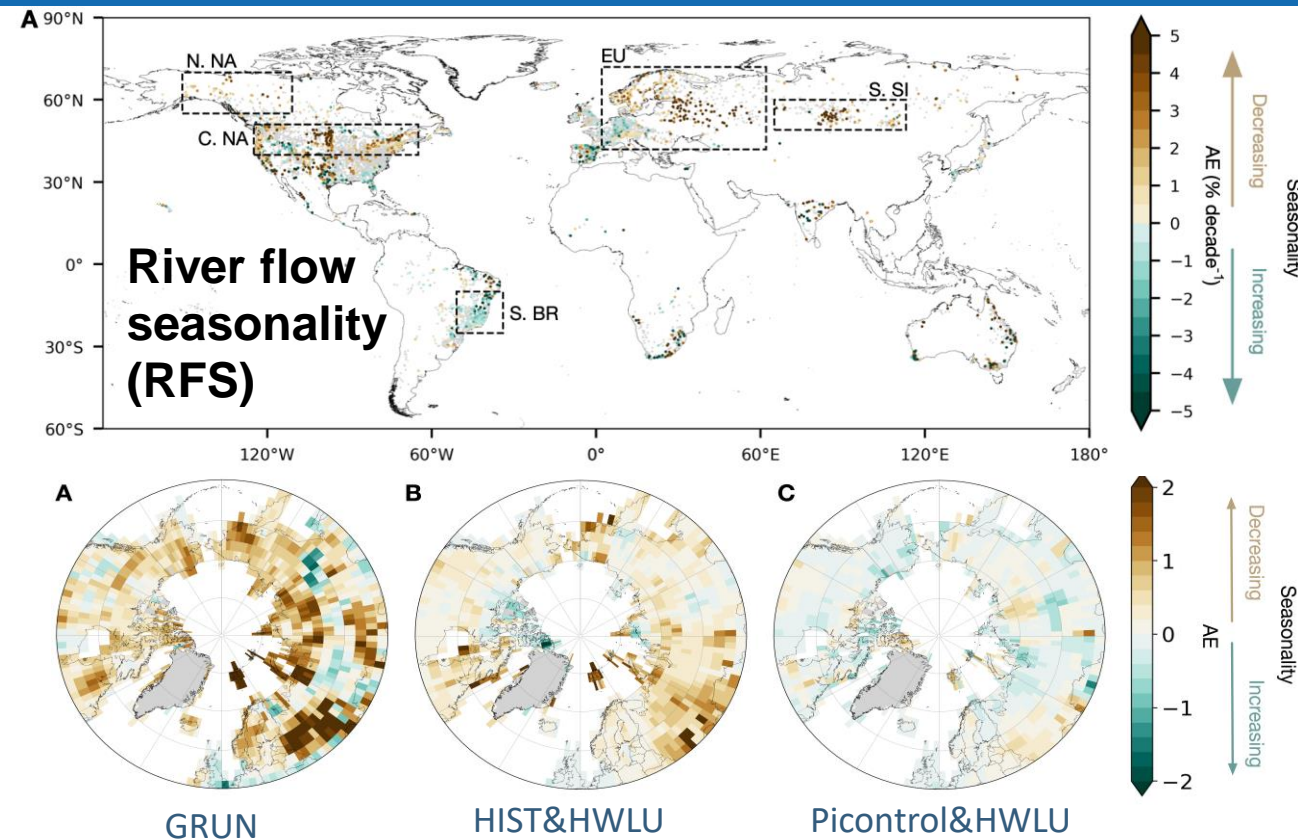 A
90°N
60°N
30°N
0°
30°S
60°S
120°W
60°W
0°
60°E
120°E
180°
N. NA
C. NA
EU
S. SI
S. BR
River flow
seasonality
(RFS)
5
4
3
2
1
0
−1
−2
−3
−4
−5
AE (% decade⁻¹)
Decreasing
Increasing
Seasonality
A
B
C
2
1
0
−1
−2
AE
Decreasing
Increasing
Seasonality
GRUN
HIST&HWLU
Picontrol&HWLU